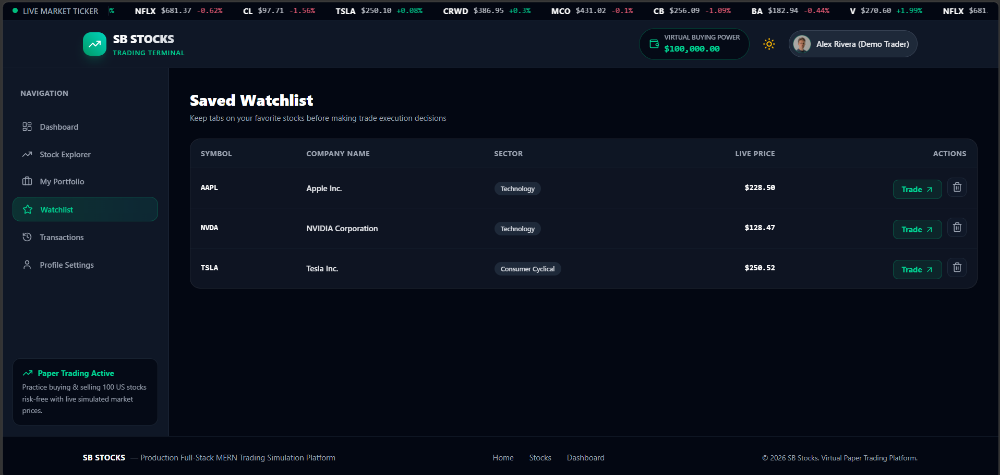 LIVE MARKET TICKER % NFLX $681.37 -0.62% CL $97.71 -1.56% TSLA $250.10 +0.08% CRWD $386.95 +0.3% MCO $431.02 -0.1% CB $256.09 -1.09% BA $182.94 -0.44% V $270.60 +1.99% NFLX $681.
SB STOCKS
TRADING TERMINAL
VIRTUAL BUYING POWER
$100,000.00
Alex Rivera (Demo Trader)
NAVIGATION
Dashboard
Stock Explorer
My Portfolio
Watchlist
Transactions
Profile Settings
Paper Trading Active
Practice buying & selling 100 US stocks
risk-free with live simulated market
prices.
Saved Watchlist
Keep tabs on your favorite stocks before making trade execution decisions
SYMBOL COMPANY NAME SECTOR LIVE PRICE ACTIONS
AAPL Apple Inc. Technology $228.50 Trade
NVDA NVIDIA Corporation Technology $128.47 Trade
TSLA Tesla Inc. Consumer Cyclical $250.52 Trade
SB STOCKS — Production Full-Stack MERN Trading Simulation Platform
Home Stocks Dashboard
© 2026 SB Stocks. Virtual Paper Trading Platform.